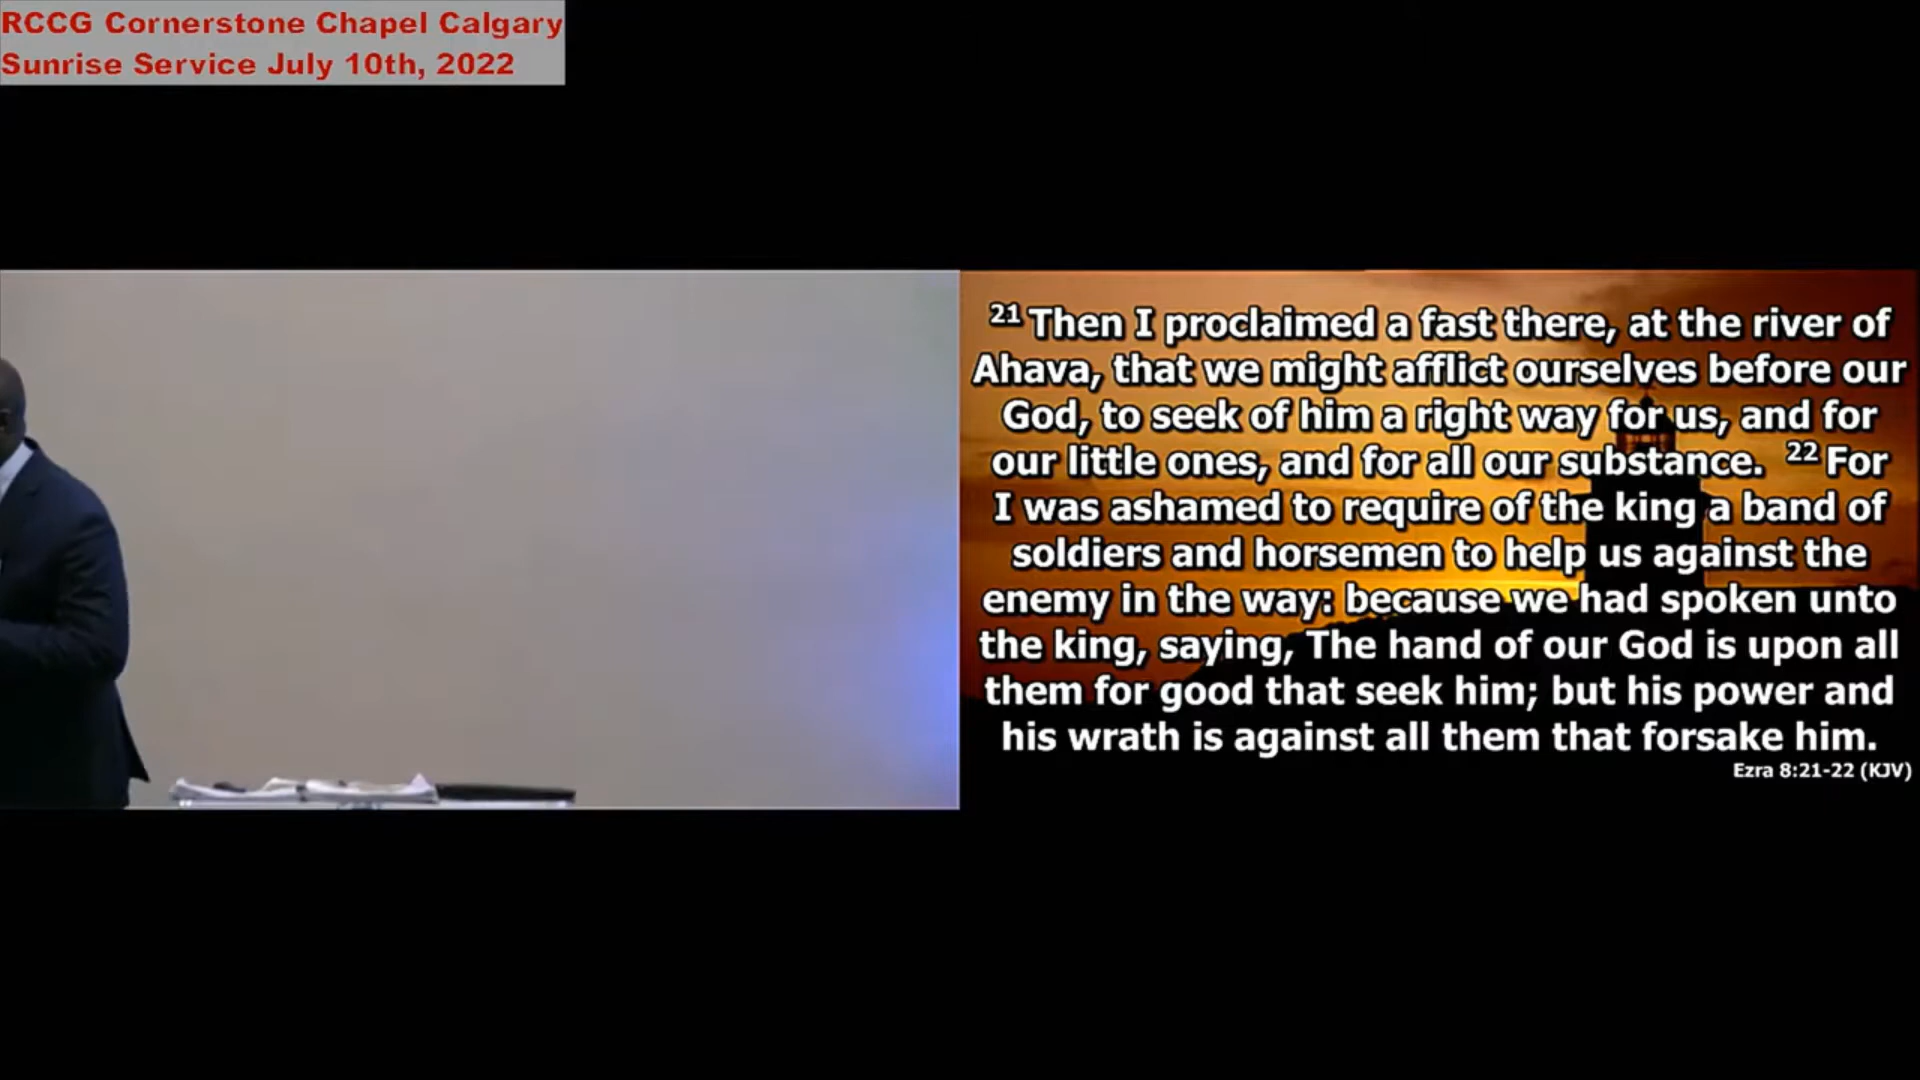 RCCG Cornerstone Chapel Calgary
Sunrise Service July 10th, 2022
21 Then I proclaimed a fast there, at the river of
Ahava, that we might afflict ourselves before our
God, to seek of him a right way for us, and for
our little ones, and for all our substance. 22 For
I was ashamed to require of the king a band of
soldiers and horsemen to help us against the
enemy in the way: because we had spoken unto
the king, saying, The hand of our God is upon all
them for good that seek him; but his power and
his wrath is against all them that forsake him.
Ezra 8:21-22 (KJV)